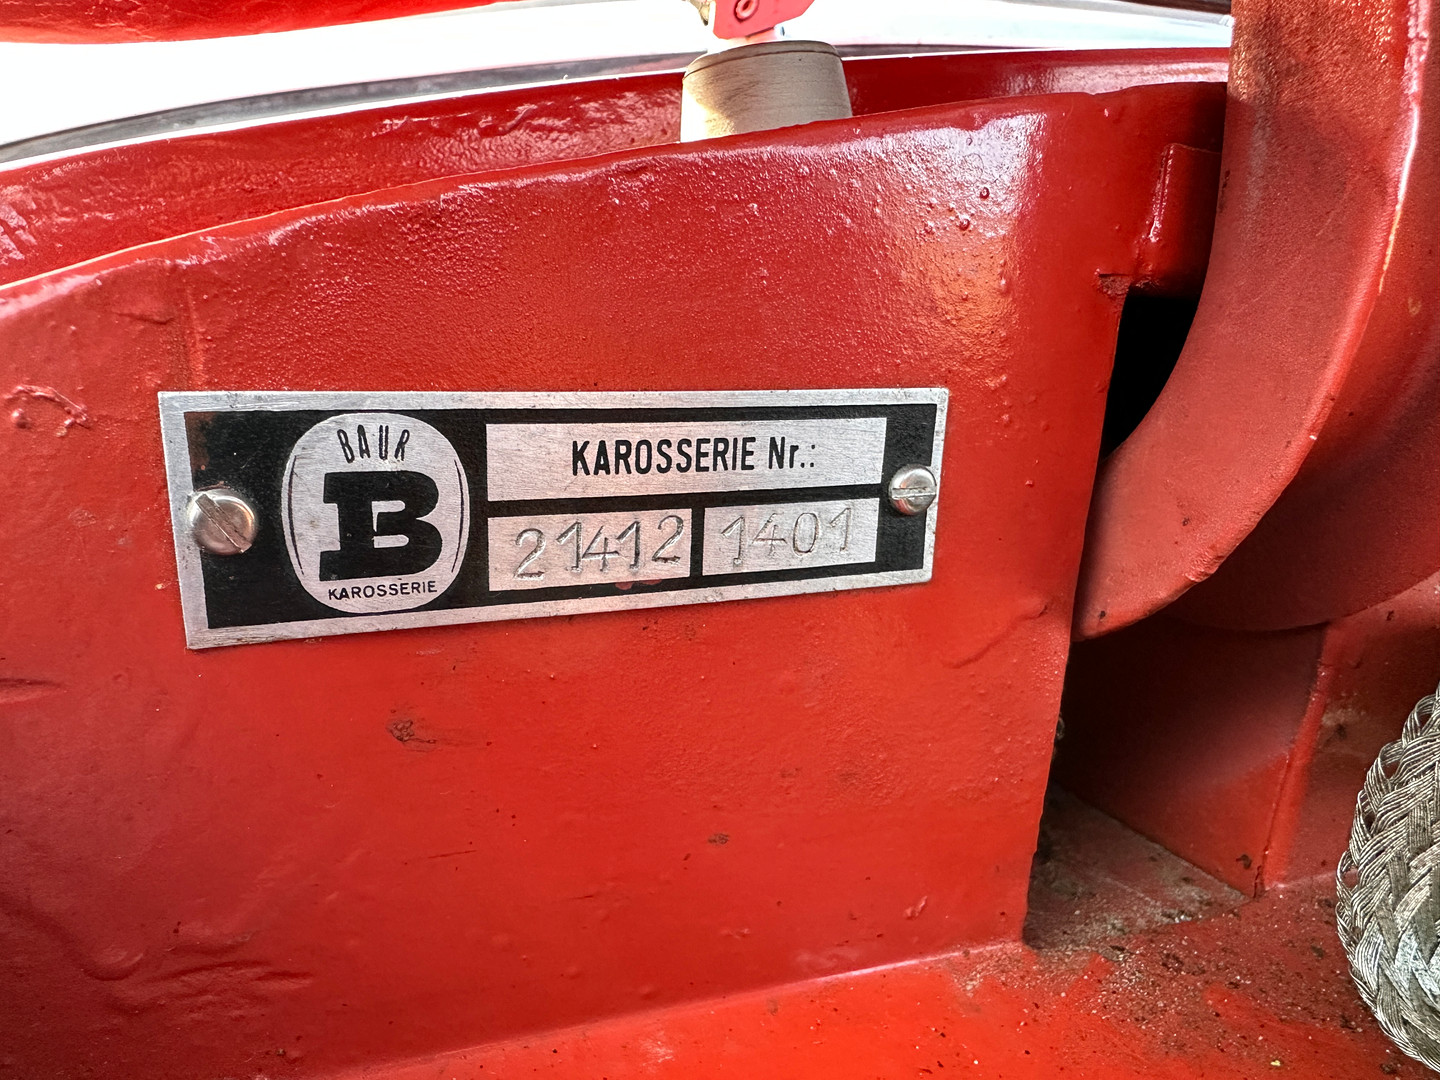 BAUR
B
KAROSSERIE
KAROSSERIE Nr.:
21412 1401